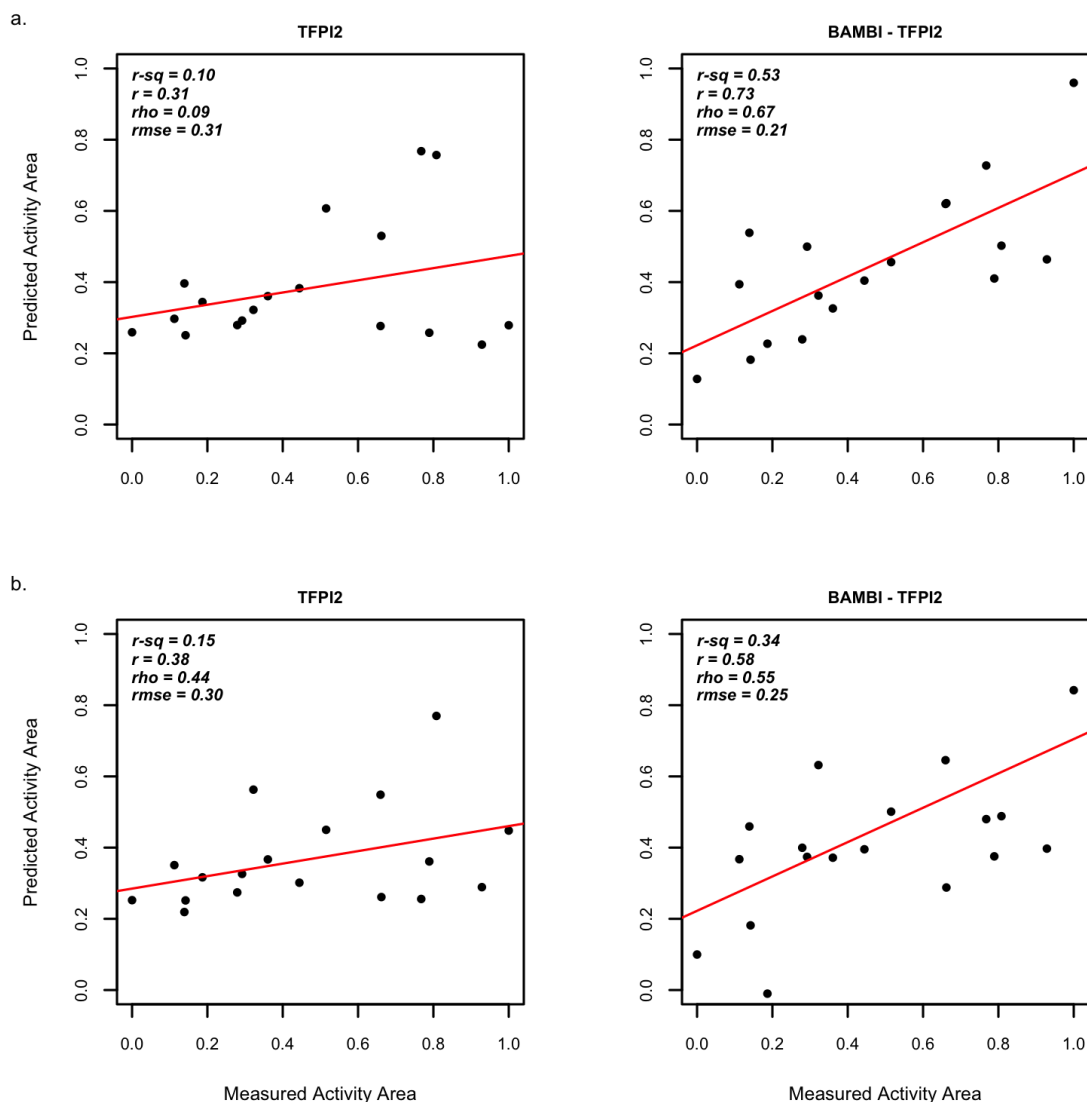 a.
TFPI2
r-sq = 0.10
r = 0.31
rho = 0.09
rmse = 0.31
Predicted Activity Area
1.0
0.8
0.6
0.4
0.2
0.0
0.0 0.2 0.4 0.6 0.8 1.0
BAMBI - TFPI2
r-sq = 0.53
r = 0.73
rho = 0.67
rmse = 0.21
1.0
0.8
0.6
0.4
0.2
0.0
0.0 0.2 0.4 0.6 0.8 1.0
b.
TFPI2
r-sq = 0.15
r = 0.38
rho = 0.44
rmse = 0.30
Predicted Activity Area
1.0
0.8
0.6
0.4
0.2
0.0
0.0 0.2 0.4 0.6 0.8 1.0
Measured Activity Area
BAMBI - TFPI2
r-sq = 0.34
r = 0.58
rho = 0.55
rmse = 0.25
1.0
0.8
0.6
0.4
0.2
0.0
0.0 0.2 0.4 0.6 0.8 1.0
Measured Activity Area